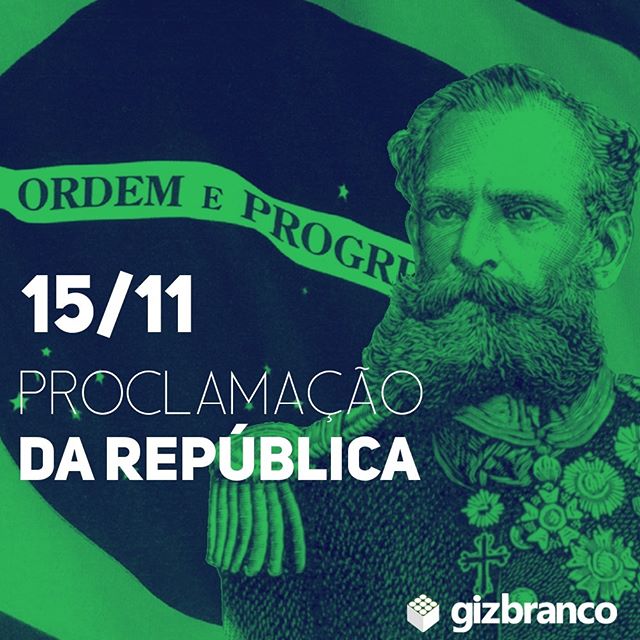 ORDEM E PROGRE
15/11
PROCLAMAÇÃO
DA REPÚBLICA
gizbranco